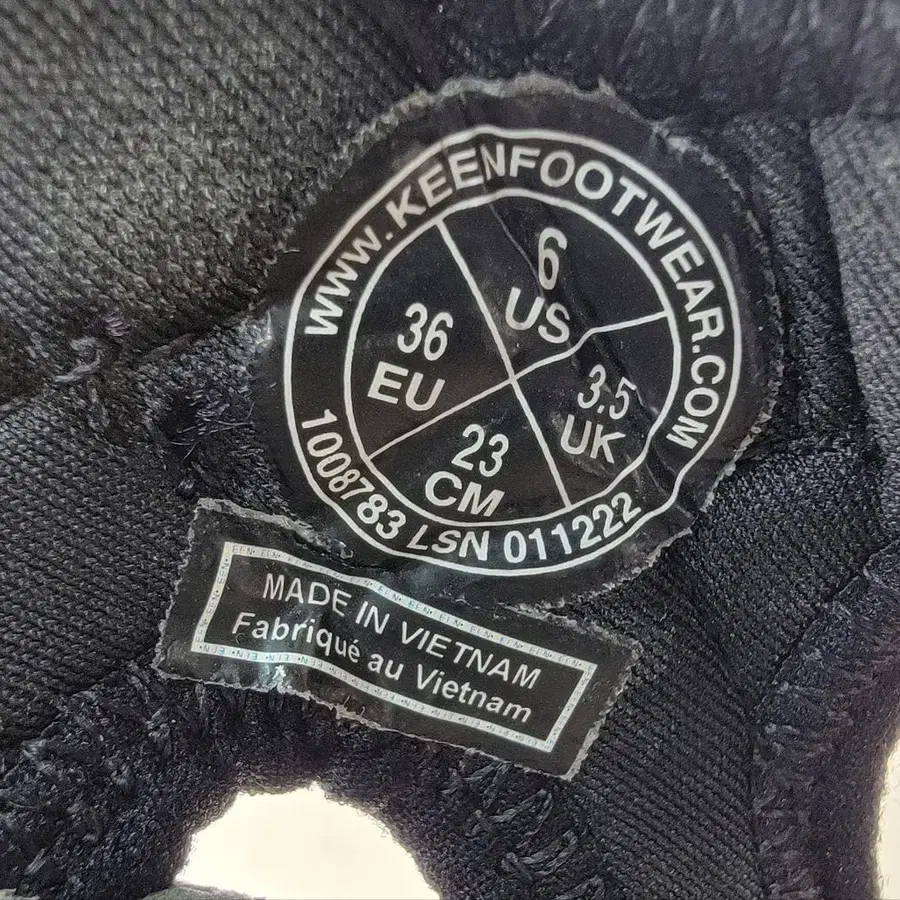 WWW.KEENFOOTWEAR.COM
6
US
36
EU
3.5
UK
23
CM
1008783 LSN 011222
MADE IN VIETNAM
Fabriqué au Vietnam